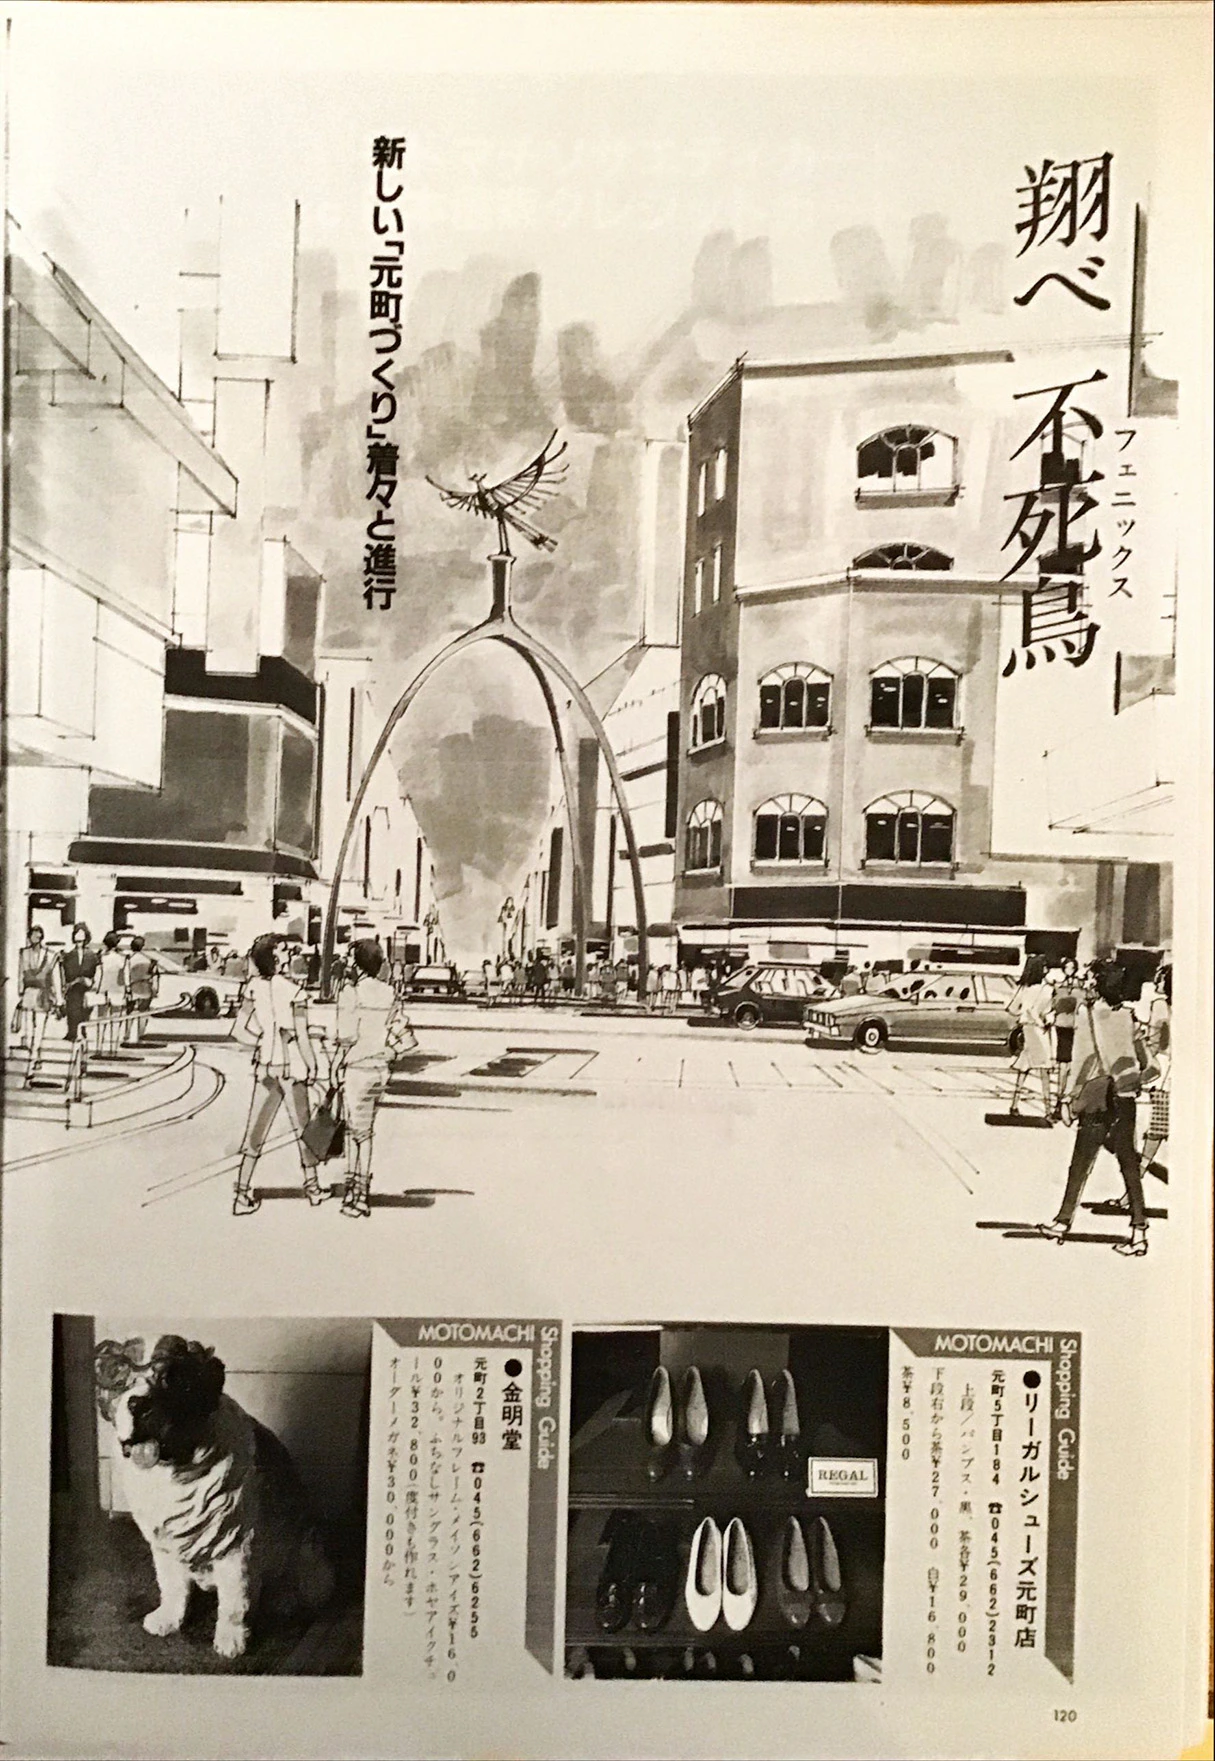 翔べ 不死鳥
フェニックス
新しい「元町づくり」着々と進行
MOTOMACHI
Shopping Guide
●リーガルシューズ元町店
元町5丁目184 ☎045(662)2312
上段/パンプス・黒、茶各¥29,000
下段右から茶¥27,000 白¥16,800
茶¥8,500
REGAL
MOTOMACHI
Shopping Guide
●金明堂
元町2丁目93 ☎045(662)6255
オリジナルフレーム・メイソンアイズ¥16,0
00から。ふちなしサングラス・ホヤアイクチュ
ール¥32,800(度付きも作れます)
オーダーメガネ¥30,000から
120